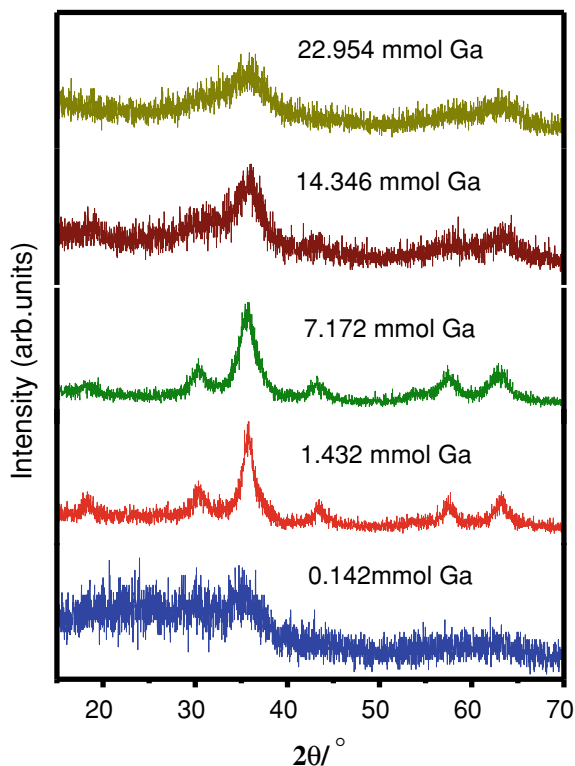 22.954 mmol Ga
14.346 mmol Ga
7.172 mmol Ga
1.432 mmol Ga
0.142mmol Ga
Intensity (arb.units)
20 30 40 50 60 70
2θ/°